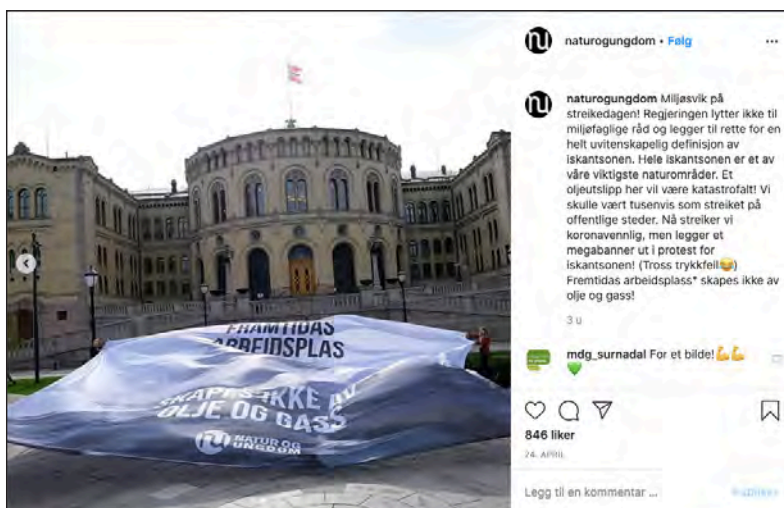 FRAMTIDAS
ARBEIDSPLAS
SKAPES IKKE AV
OLJE OG GASS
NATUR OG
UNGDOM
naturogungdom • Følg
naturogungdom Miljøsvik på
streikedagen! Regjeringen lytter ikke til
miljøfaglige råd og legger til rette for en
helt uvitenskapelig definisjon av
iskantsonen. Hele iskantsonen er et av
våre viktigste naturområder. Et
oljeutslipp her vil være katastrofalt! Vi
skulle vært tusenvis som streiket på
offentlige steder. Nå streiker vi
koronavennlig, men legger et
megabanner ut i protest for
iskantsonen! (Tross trykkfeil😂)
Fremtidas arbeidsplass* skapes ikke av
olje og gass!
3 u
mdg_surnadal For et bilde!💪💪
💚
846 liker
24. APRIL
Legg til en kommentar ... Publiser